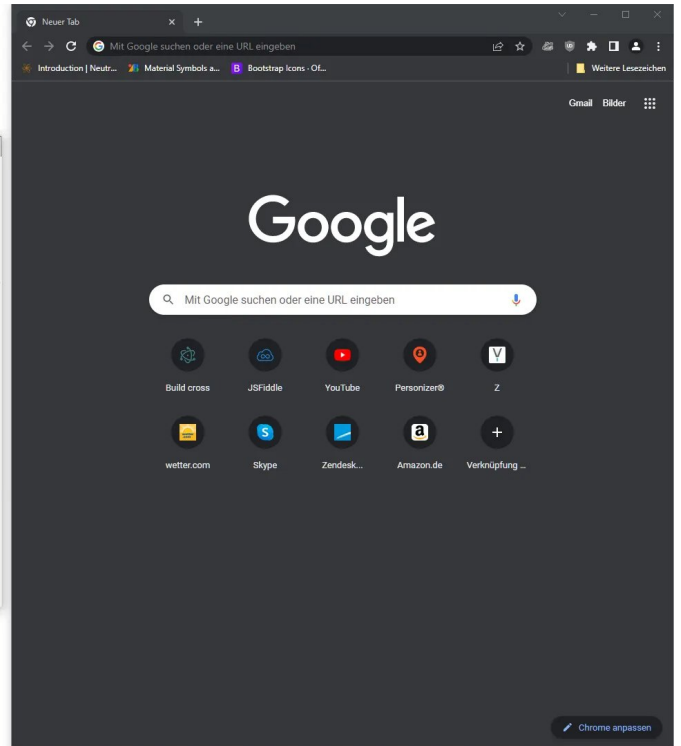 Neuer Tab
Mit Google suchen oder eine URL eingeben
Introduction | Neutr... Material Symbols a... B Bootstrap Icons · Of... Weitere Lesezeichen
Gmail Bilder
Google
Mit Google suchen oder eine URL eingeben
Build cross JSFiddle YouTube Personizer® Z
wetter.com Skype Zendesk... Amazon.de Verknüpfung ...
Chrome anpassen